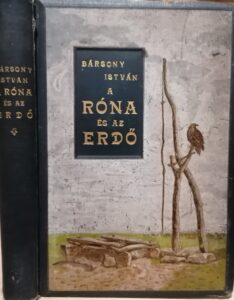 BÁRSONY
ISTVÁN
A RÓNA
ÉS AZ
ERDŐ
BÁRSONY
ISTVÁN
A
RÓNA
ÉS AZ
ERDŐ